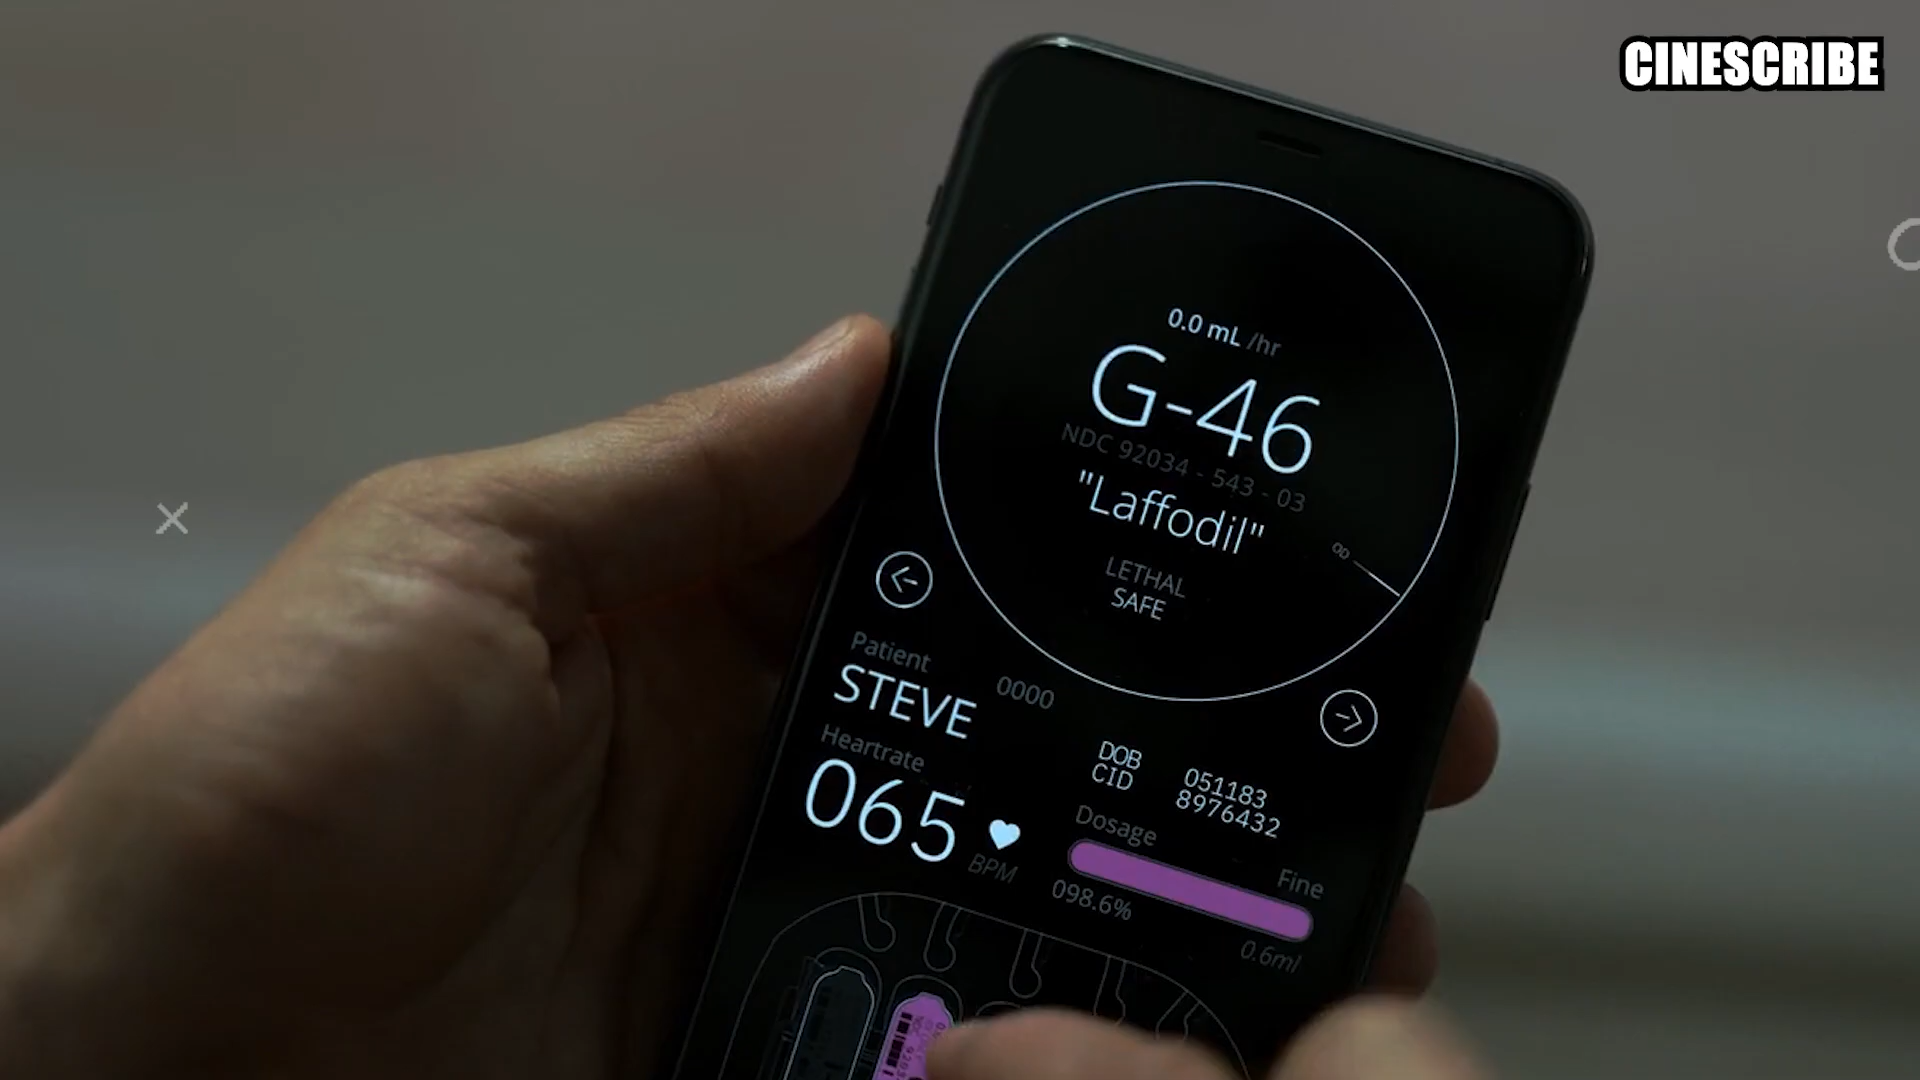 CINESCRIBE
0.0 mL /hr
G-46
NDC 92034 - 543 - 03
"Laffodil"
00
LETHAL
SAFE
Patient
STEVE 0000
Heartrate
065 BPM
DOB 051183
CID 8976432
Dosage
Fine
098.6%
0.6ml